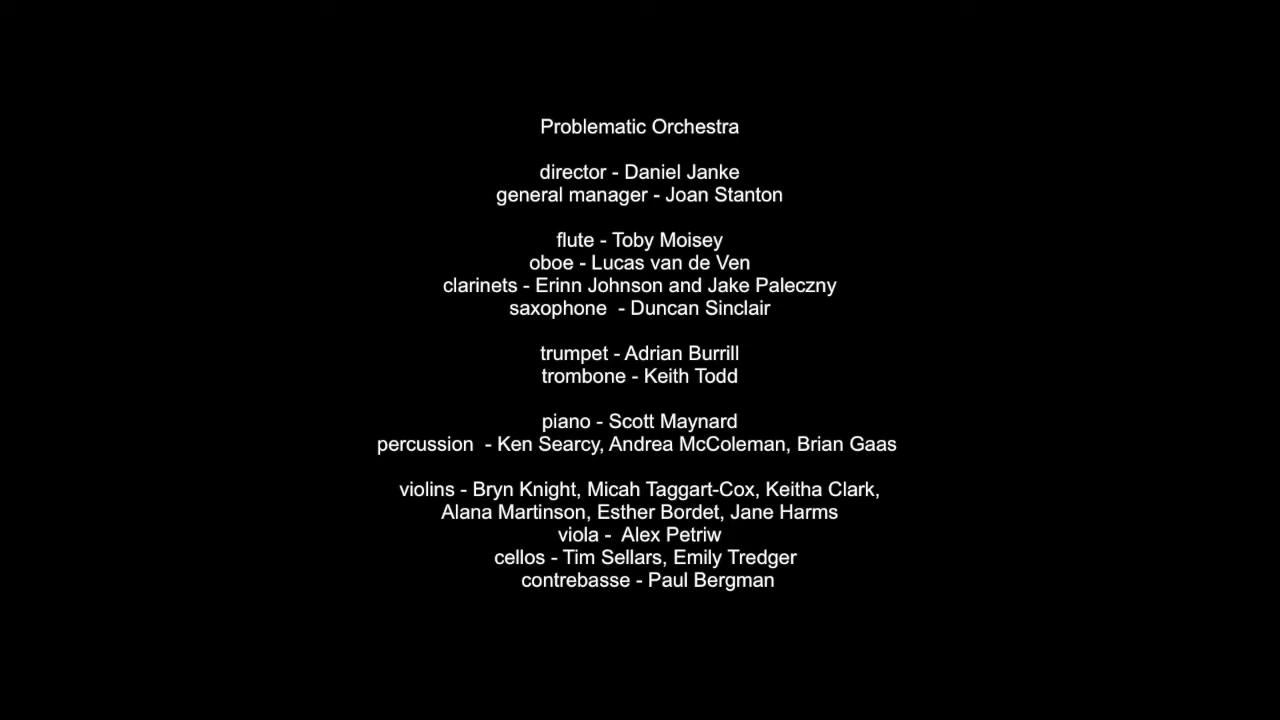 Problematic Orchestra
director - Daniel Janke
general manager - Joan Stanton
flute - Toby Moisey
oboe - Lucas van de Ven
clarinets - Erinn Johnson and Jake Paleczny
saxophone  - Duncan Sinclair
trumpet - Adrian Burrill
trombone - Keith Todd
piano - Scott Maynard
percussion  - Ken Searcy, Andrea McColeman, Brian Gaas
violins - Bryn Knight, Micah Taggart-Cox, Keitha Clark,
Alana Martinson, Esther Bordet, Jane Harms
viola -  Alex Petriw
cellos - Tim Sellars, Emily Tredger
contrebasse - Paul Bergman